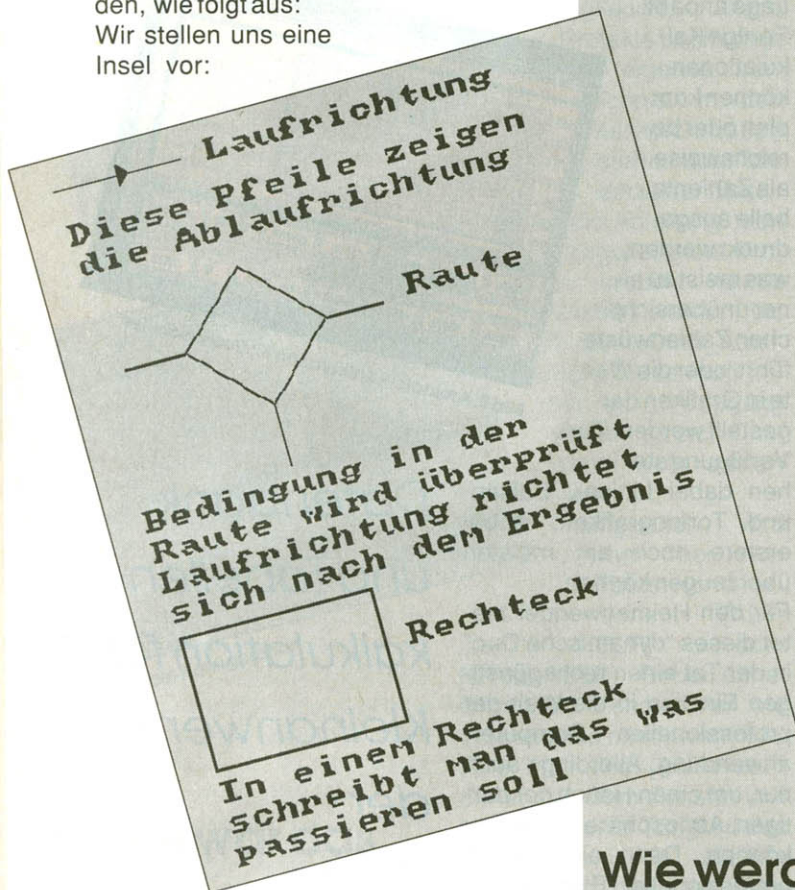 den, wie folgt aus:
Wir stellen uns eine
Insel vor:
Laufrichtung
Diese Pfeile zeigen
die Ablaufrichtung
Raute
Bedingung in der
Raute wird überprüft
Laufrichtung richtet
sich nach dem Ergebnis
Rechteck
In einem Rechteck
schreibt man das was
passieren soll
Wie werd